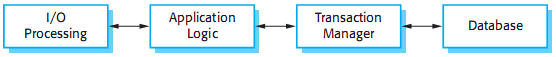 I/O
Processing
Application
Logic
Transaction
Manager
Database